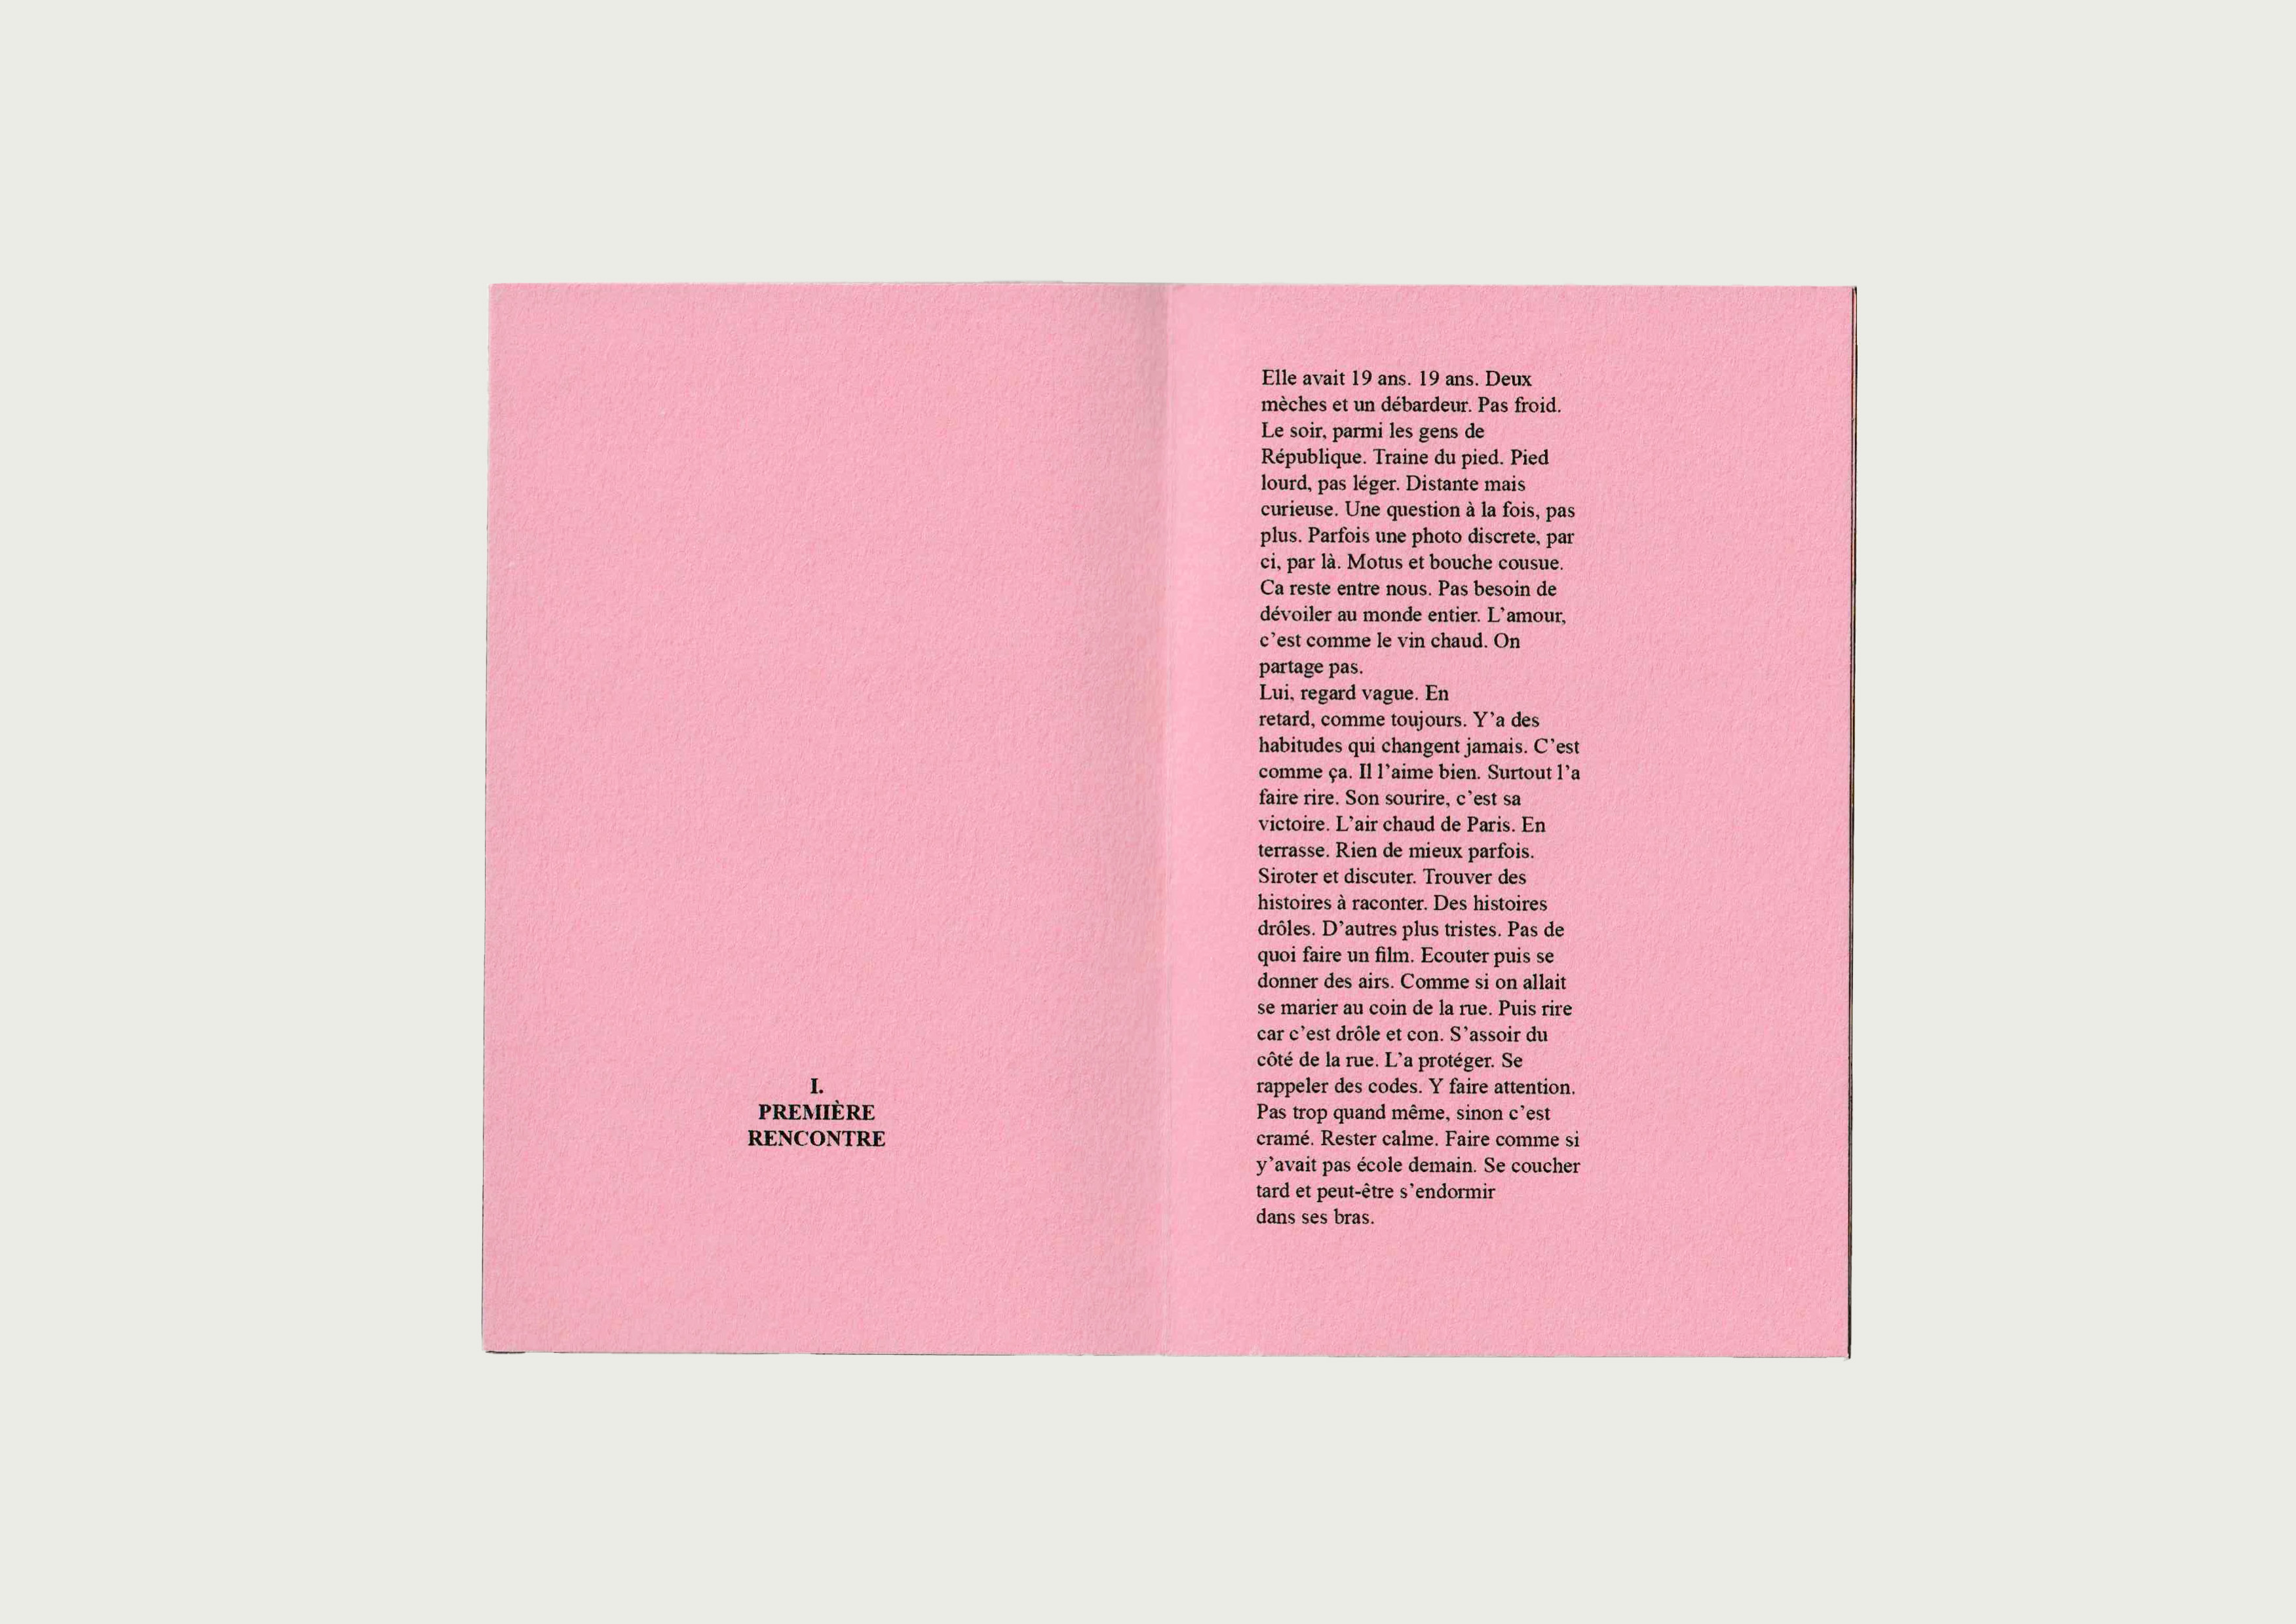 I.
PREMIÈRE
RENCONTRE
Elle avait 19 ans. 19 ans. Deux
mèches et un débardeur. Pas froid.
Le soir, parmi les gens de
République. Traine du pied. Pied
lourd, pas léger. Distante mais
curieuse. Une question à la fois, pas
plus. Parfois une photo discrete, par
ci, par là. Motus et bouche cousue.
Ca reste entre nous. Pas besoin de
dévoiler au monde entier. L'amour,
c'est comme le vin chaud. On
partage pas.
Lui, regard vague. En
retard, comme toujours. Y'a des
habitudes qui changent jamais. C'est
comme ça. Il l'aime bien. Surtout l'a
faire rire. Son sourire, c'est sa
victoire. L'air chaud de Paris. En
terrasse. Rien de mieux parfois.
Siroter et discuter. Trouver des
histoires à raconter. Des histoires
drôles. D'autres plus tristes. Pas de
quoi faire un film. Ecouter puis se
donner des airs. Comme si on allait
se marier au coin de la rue. Puis rire
car c'est drôle et con. S'assoir du
côté de la rue. L'a protéger. Se
rappeler des codes. Y faire attention.
Pas trop quand même, sinon c'est
cramé. Rester calme. Faire comme si
y'avait pas école demain. Se coucher
tard et peut-être s'endormir
dans ses bras.